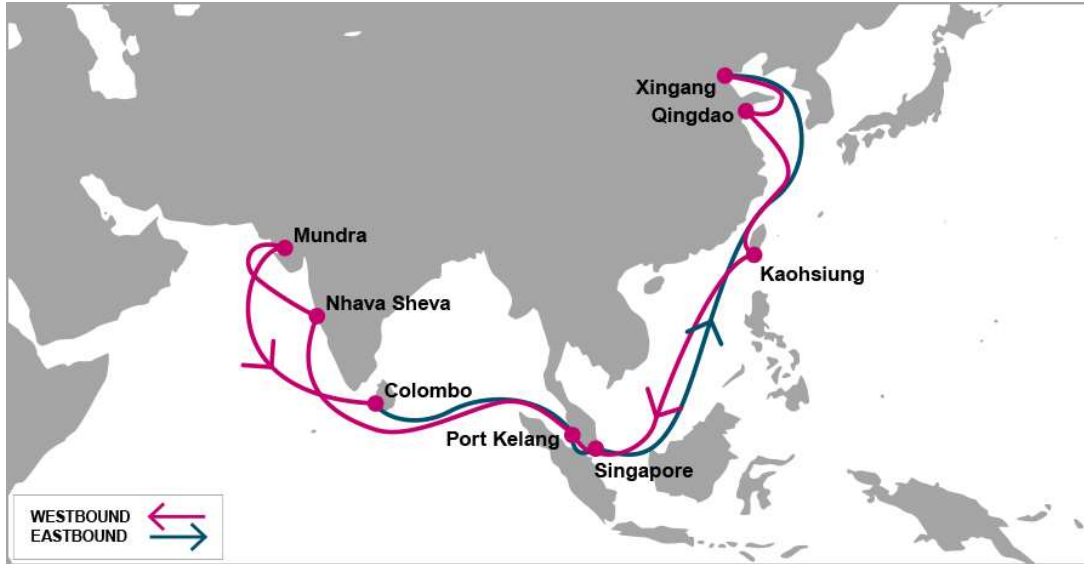 Xingang
Qingdao
Mundra
Kaohsiung
Nhava Sheva
Colombo
Port Kelang
Singapore
WESTBOUND
EASTBOUND